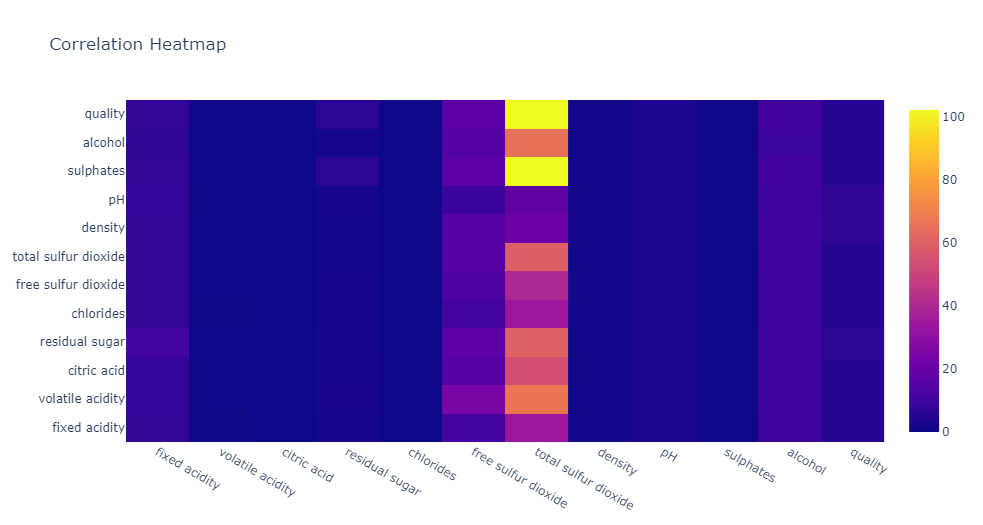 Correlation Heatmap
quality
alcohol
sulphates
pH
density
total sulfur dioxide
free sulfur dioxide
chlorides
residual sugar
citric acid
volatile acidity
fixed acidity
fixed acidity
volatile acidity
citric acid
residual sugar
chlorides
free sulfur dioxide
total sulfur dioxide
density
pH
sulphates
alcohol
quality
100
80
60
40
20
0